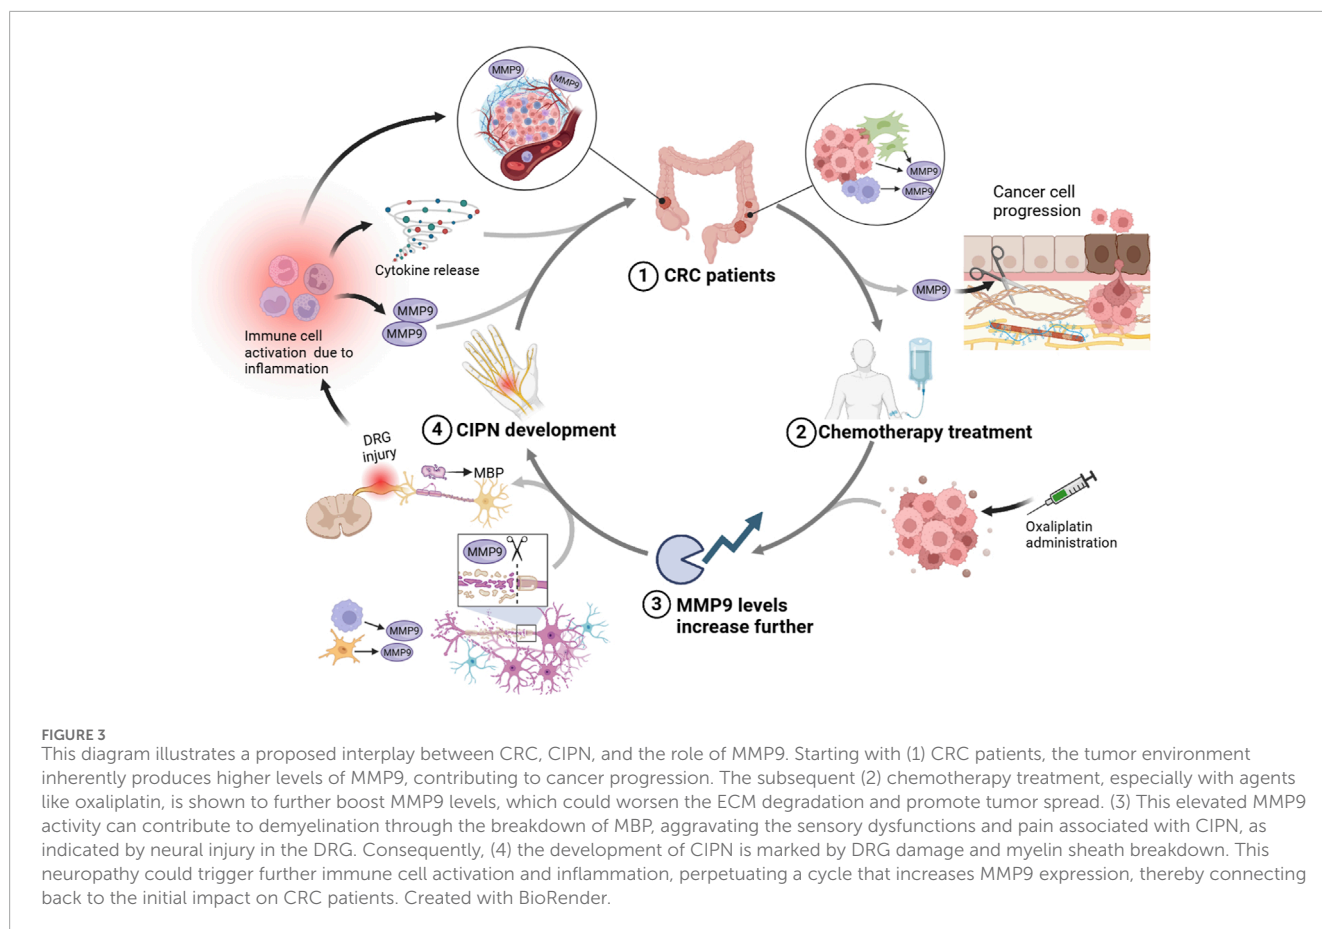 MMP9
MMP9
MMP9
MMP9
Cancer cell
progression
Cytokine release
1 CRC patients
MMP9
MMP9
MMP9
Immune cell
activation due to
inflammation
4 CIPN development
2 Chemotherapy treatment
DRG
injury
MBP
Oxaliplatin
administration
MMP9
3 MMP9 levels
increase further
MMP9
MMP9
FIGURE 3
This diagram illustrates a proposed interplay between CRC, CIPN, and the role of MMP9. Starting with (1) CRC patients, the tumor environment
inherently produces higher levels of MMP9, contributing to cancer progression. The subsequent (2) chemotherapy treatment, especially with agents
like oxaliplatin, is shown to further boost MMP9 levels, which could worsen the ECM degradation and promote tumor spread. (3) This elevated MMP9
activity can contribute to demyelination through the breakdown of MBP, aggravating the sensory dysfunctions and pain associated with CIPN, as
indicated by neural injury in the DRG. Consequently, (4) the development of CIPN is marked by DRG damage and myelin sheath breakdown. This
neuropathy could trigger further immune cell activation and inflammation, perpetuating a cycle that increases MMP9 expression, thereby connecting
back to the initial impact on CRC patients. Created with BioRender.